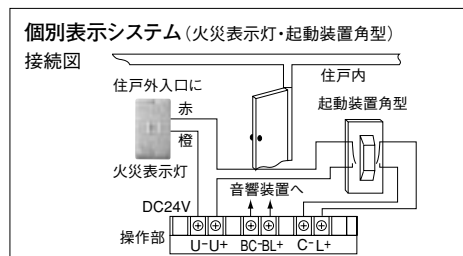 個別表示システム(火災表示灯・起動装置角型)
接続図
住戸内
住戸外入口に
起動装置角型
赤
橙
火災表示灯
音響装置へ
DC24V
操作部
U-U+ BC-BL+ C-L+